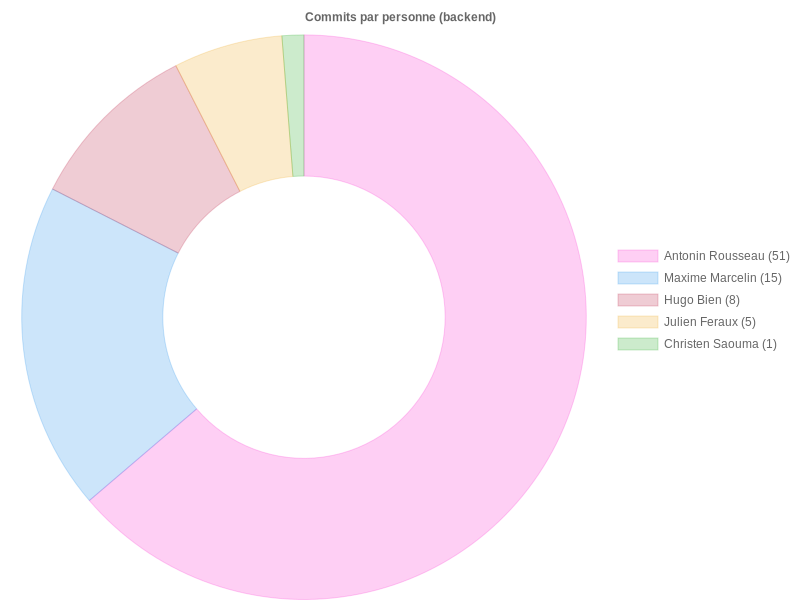 Commits par personne (backend)
Antonin Rousseau (51)
Maxime Marcelin (15)
Hugo Bien (8)
Julien Feraux (5)
Christen Saouma (1)